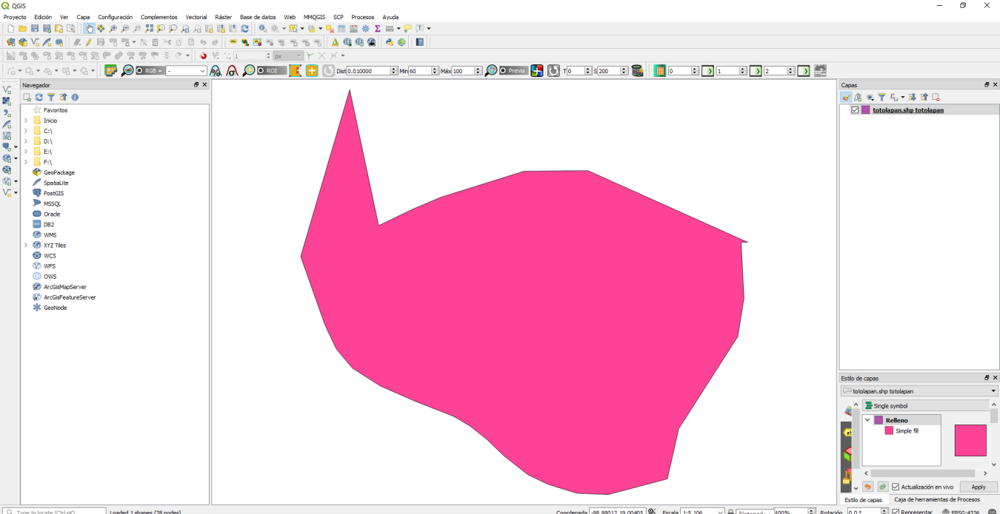 QGIS
Proyecto Edición Ver Capa Configuración Complementos Vectorial Ráster Base de datos Web MMQGIS SCP Procesos Ayuda
1 px
RGB = - ROI Dist 0.010000 Mín 60 Máx 100 Previa T 0 S 200 0 1 2
Navegador
Favoritos
Inicio
C:\
D:\
E:\
F:\
GeoPackage
SpatiaLite
PostGIS
MSSQL
Oracle
DB2
WMS
XYZ Tiles
WCS
WFS
OWS
ArcGisMapServer
ArcGisFeatureServer
GeoNode
Capas
totolapan.shp totolapan
Estilo de capas
totolapan.shp totolapan
Single symbol
Relleno
Simple fill
Actualización en vivo Apply
Estilo de capas Caja de herramientas de Procesos
Type to locate (Ctrl+K) Loaded 1 shapes (28 nodes) Coordenada -98.88012,19.00405 Escala 1:5.106 400% Rotación 0,0 ° Representar EPSG:4326